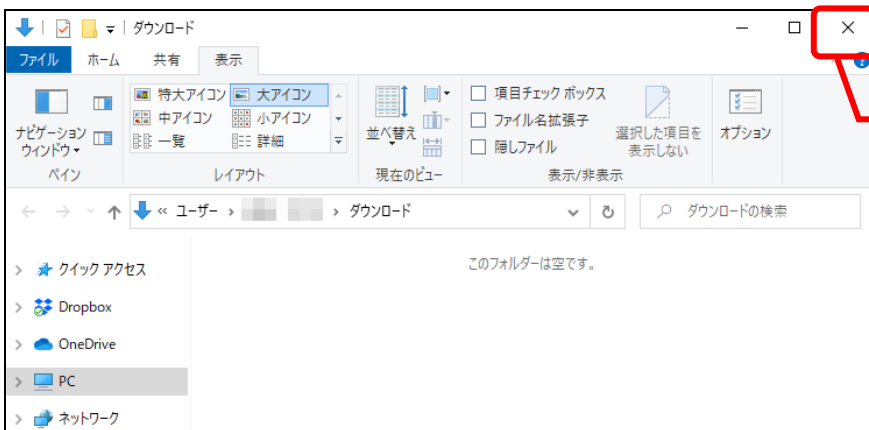 ダウンロード
ファイル ホーム 共有 表示
特大アイコン 大アイコン
中アイコン 小アイコン
一覧 詳細
ナビゲーション
ウィンドウ
並べ替え
項目チェック ボックス
ファイル名拡張子
隠しファイル
選択した項目を
表示しない
オプション
ペイン レイアウト 現在のビュー 表示/非表示
« ユーザー › › ダウンロード
ダウンロードの検索
クイック アクセス
このフォルダーは空です。
Dropbox
OneDrive
PC
ネットワーク